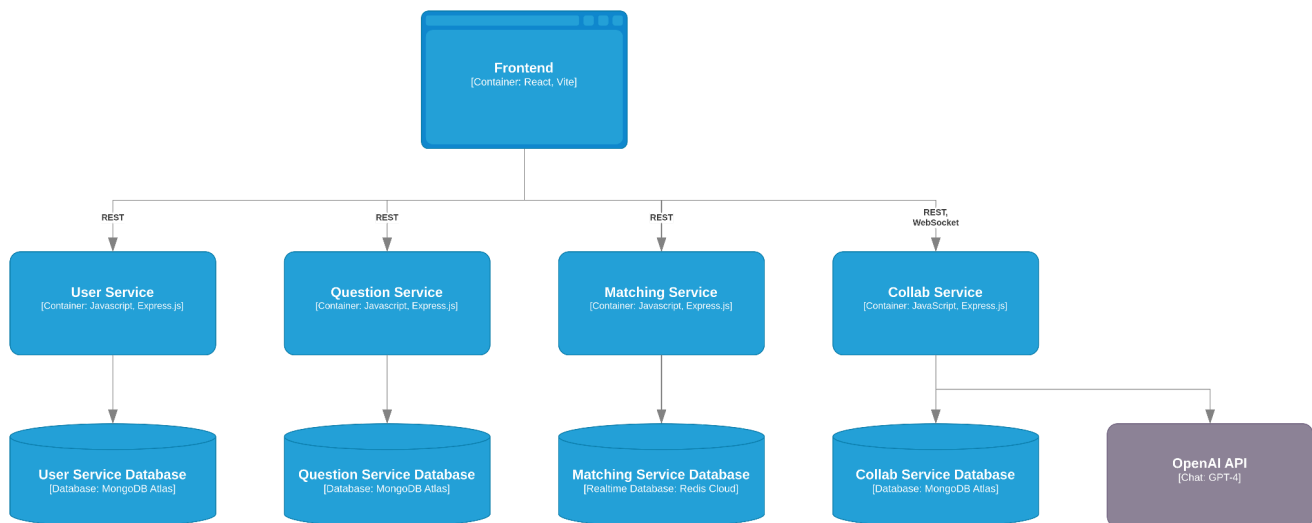 Frontend
[Container: React, Vite]
REST
REST
REST
REST,
WebSocket
User Service
[Container: Javascript, Express.js]
Question Service
[Container: Javascript, Express.js]
Matching Service
[Container: Javascript, Express.js]
Collab Service
[Container: JavaScript, Express.js]
User Service Database
[Database: MongoDB Atlas]
Question Service Database
[Database: MongoDB Atlas]
Matching Service Database
[Realtime Database: Redis Cloud]
Collab Service Database
[Database: MongoDB Atlas]
OpenAI API
[Chat: GPT-4]